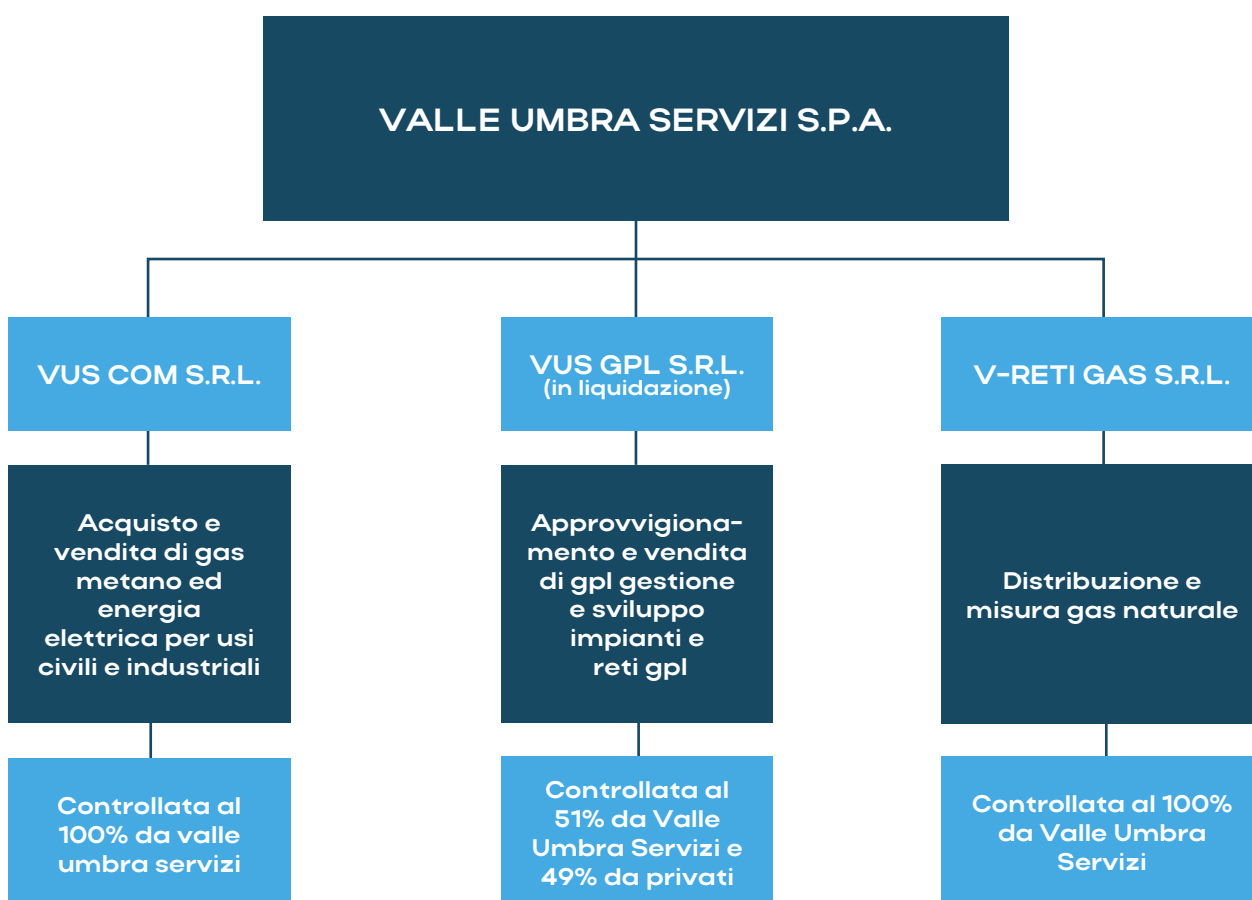 VALLE UMBRA SERVIZI S.P.A.
VUS COM S.R.L.
VUS GPL S.R.L.
(in liquidazione)
V-RETI GAS S.R.L.
Acquisto e
vendita di gas
metano ed
energia
elettrica per usi
civili e industriali
Approvvigiona-
mento e vendita
di gpl gestione
e sviluppo
impianti e
reti gpl
Distribuzione e
misura gas naturale
Controllata al
100% da valle
umbra servizi
Controllata al
51% da Valle
Umbra Servizi e
49% da privati
Controllata al 100%
da Valle Umbra
Servizi